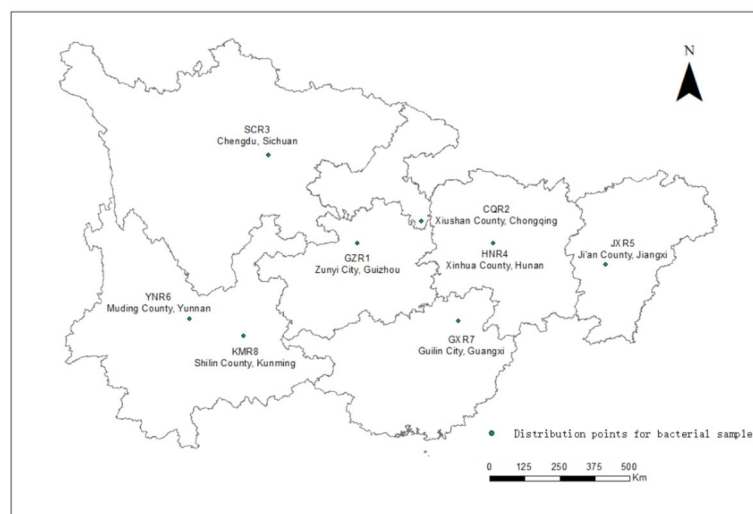 N
SCR3
Chengdu, Sichuan
CQR2
Xiushan County, Chongqing
JXR5
Ji'an County, Jiangxi
GZR1
Zunyi City, Guizhou
HNR4
Xinhua County, Hunan
YNR6
Muding County, Yunnan
KMR8
Shilin County, Kunming
GXR7
Guilin City, Guangxi
Distribution points for bacterial sample
0 125 250 375 500
Km